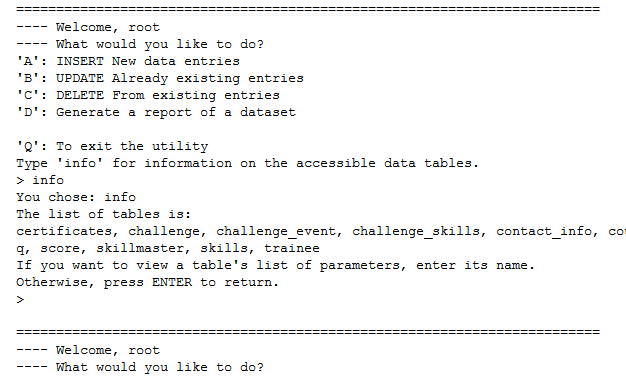 =========================================================================
---- Welcome, root
---- What would you like to do?
'A': INSERT New data entries
'B': UPDATE Already existing entries
'C': DELETE From existing entries
'D': Generate a report of a dataset
'Q': To exit the utility
Type 'info' for information on the accessible data tables.
> info
You chose: info
The list of tables is:
certificates, challenge, challenge_event, challenge_skills, contact_info,
q, score, skillmaster, skills, trainee
If you want to view a table's list of parameters, enter its name.
Otherwise, press ENTER to return.
>
=========================================================================
---- Welcome, root
---- What would you like to do?